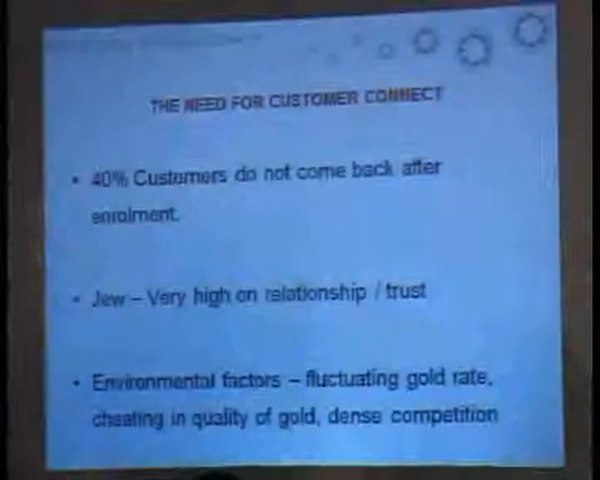 THE NEED FOR CUSTOMER CONNECT
• 40% Customers do not come back after
enrolment.
• Jew – Very high on relationship / trust
• Environmental factors – fluctuating gold rate,
cheating in quality of gold, dense competition